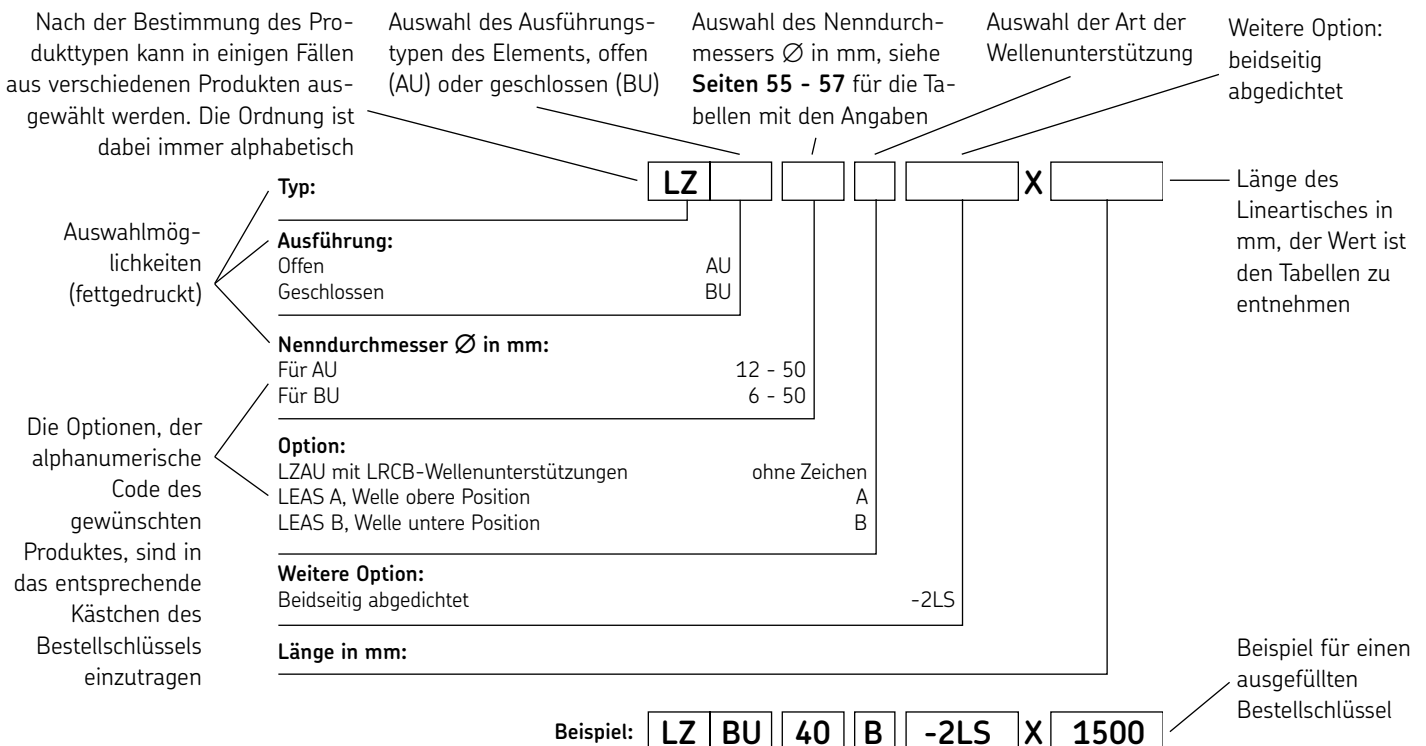 Nach der Bestimmung des Pro-
dukttypen kann in einigen Fällen
aus verschiedenen Produkten aus-
gewählt werden. Die Ordnung ist
dabei immer alphabetisch
Auswahl des Ausführungs-
typen des Elements, offen
(AU) oder geschlossen (BU)
Auswahl des Nenndurch-
messers Ø in mm, siehe
Seiten 55 - 57 für die Ta-
bellen mit den Angaben
Auswahl der Art der
Wellenunterstützung
Weitere Option:
beidseitig
abgedichtet
LZ X
Länge des
Lineartisches in
mm, der Wert ist
den Tabellen zu
entnehmen
Auswahlmög-
lichkeiten
(fettgedruckt)
Typ:
Ausführung:
Offen AU
Geschlossen BU
Nenndurchmesser Ø in mm:
Für AU 12 - 50
Für BU 6 - 50
Die Optionen, der
alphanumerische
Code des
gewünschten
Produktes, sind in
das entsprechende
Kästchen des
Bestellschlüssels
einzutragen
Option:
LZAU mit LRCB-Wellenunterstützungen ohne Zeichen
LEAS A, Welle obere Position A
LEAS B, Welle untere Position B
Weitere Option:
Beidseitig abgedichtet -2LS
Länge in mm:
Beispiel für einen
ausgefüllten
Bestellschlüssel
Beispiel: LZ BU 40 B -2LS X 1500